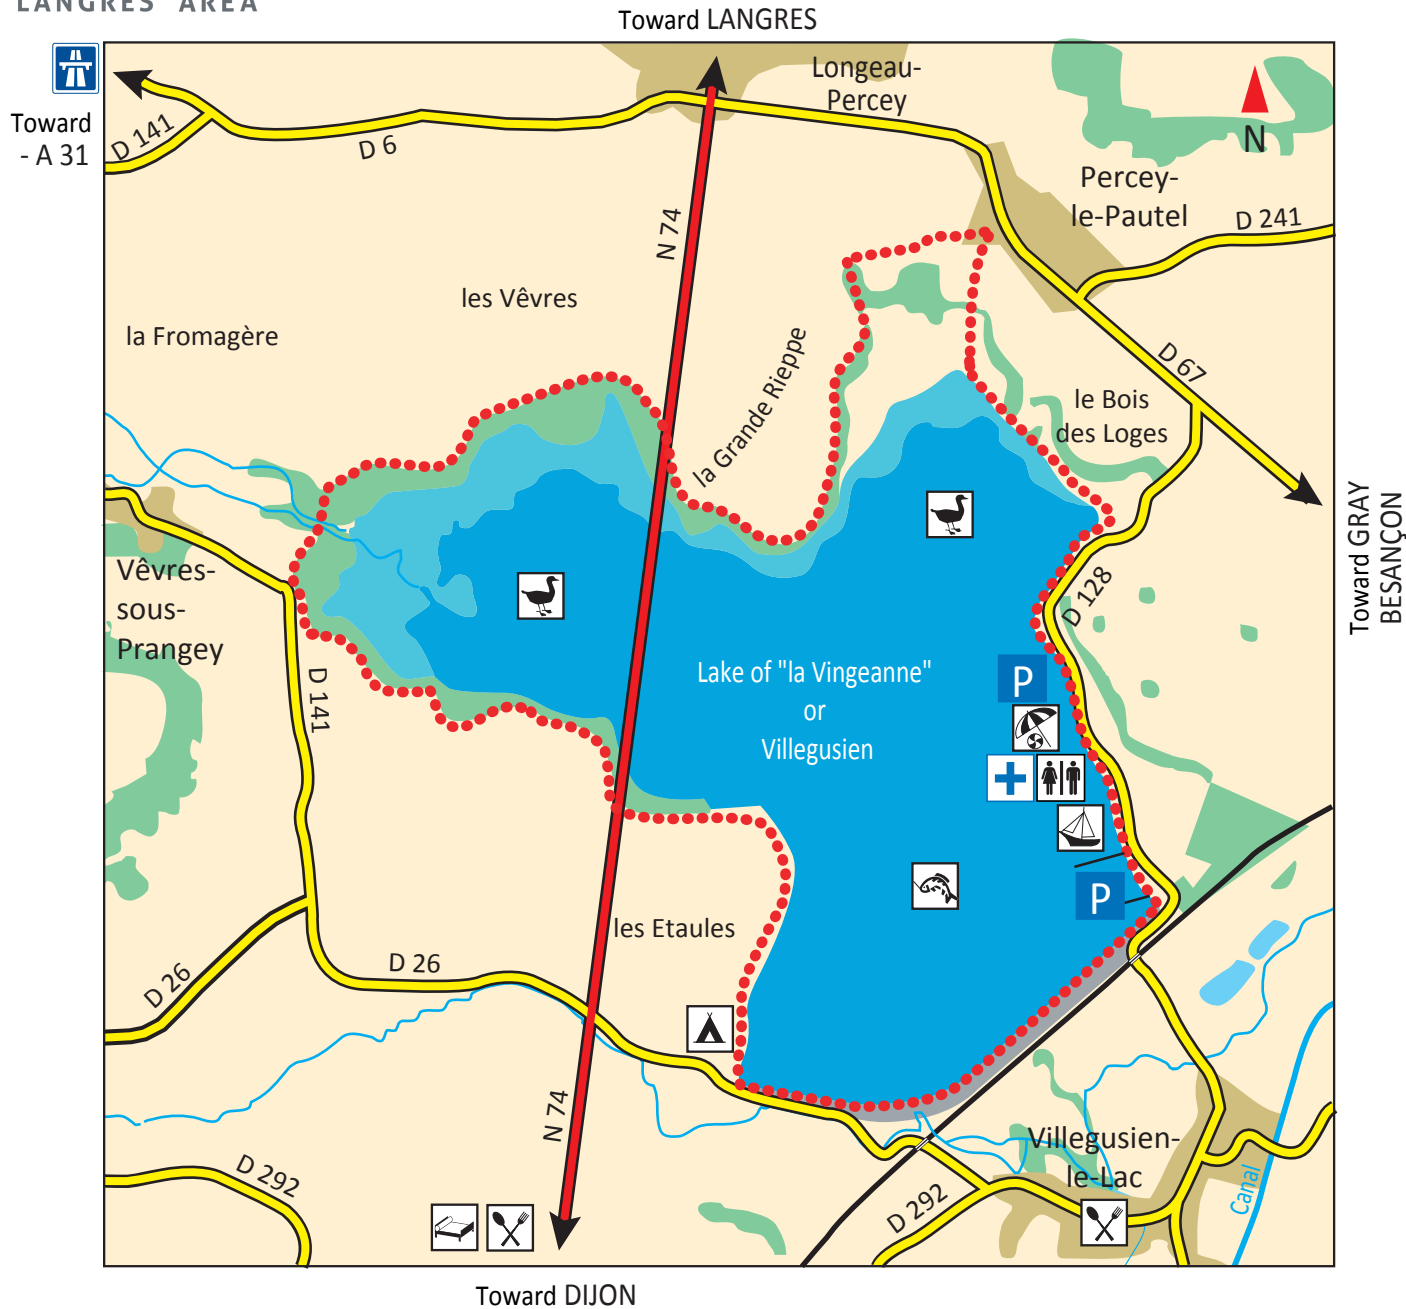 LANGRES AREA
Toward LANGRES
Toward
- A 31
D 141
D 6
Longeau-
Percey
N
Percey-
le-Pautel
D 241
N 74
les Vêvres
la Fromagère
la Grande Rieppe
D 67
le Bois
des Loges
Toward GRAY
BESANÇON
Vêvres-
sous-
Prangey
D 128
D 141
Lake of "la Vingeanne"
or
Villegusien
P
P
les Etaules
D 26
D 26
N 74
Villegusien-
le-Lac
D 292
D 292
Canal
Toward DIJON